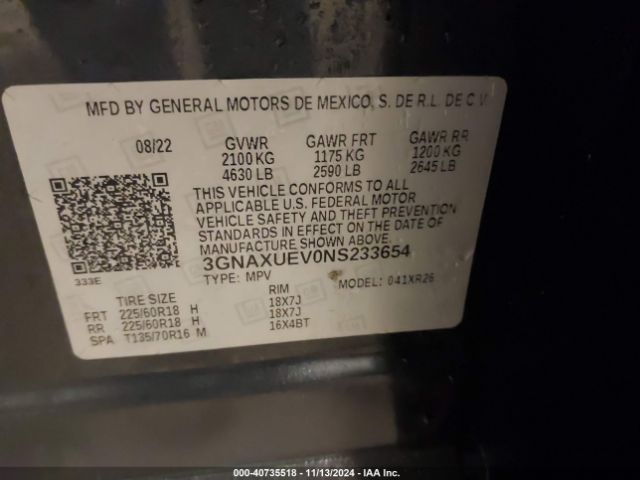 MFD BY GENERAL MOTORS DE MEXICO, S. DE R.L. DE C.V.
08/22 GVWR GAWR FRT GAWR RR
2100 KG 1175 KG 1200 KG
4630 LB 2590 LB 2645 LB
THIS VEHICLE CONFORMS TO ALL
APPLICABLE U.S. FEDERAL MOTOR
VEHICLE SAFETY AND THEFT PREVENTION
STANDARDS IN EFFECT ON THE DATE OF
MANUFACTURE SHOWN ABOVE.
3GNAXUEV0NS233654
333E TYPE: MPV MODEL: 041XR26
TIRE SIZE RIM
FRT 225/60R18 H 18X7J
RR 225/60R18 H 18X7J
SPA T135/70R16 M 16X4BT
000-40735518 - 11/13/2024 - IAA Inc.